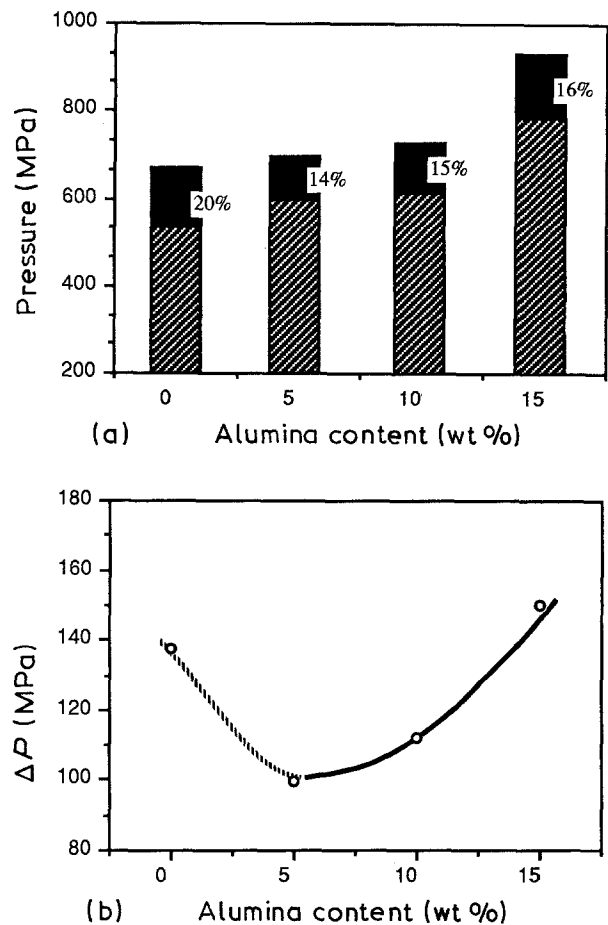 1000
800
600
400
200
Pressure (MPa)
20%
14%
15%
16%
0 5 10 15
(a) Alumina content (wt %)
180
160
140
120
100
80
ΔP (MPa)
0 5 10 15
(b) Alumina content (wt %)